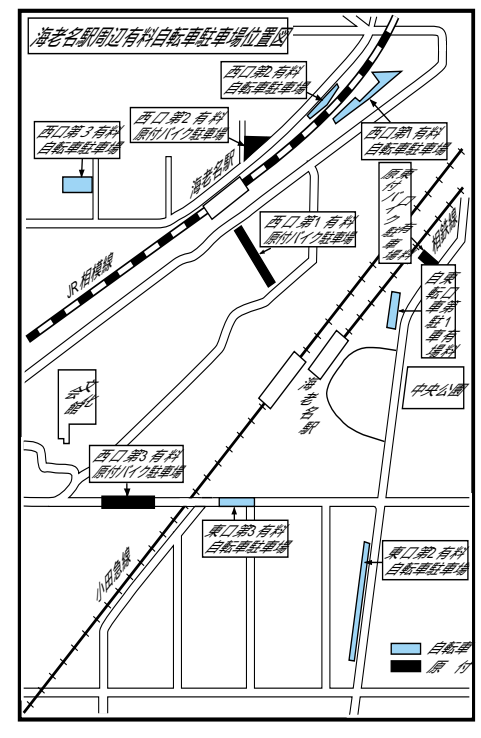 海老名駅周辺有料自転車駐車場位置図
西口第2有料
自転車駐車場
西口第2有料
原付バイク駐車場
西口第1有料
自転車駐車場
西口第3有料
自転車駐車場
海老名駅
東口有料
原付バイク駐車場
西口第1有料
原付バイク駐車場
相鉄線
JR相模線
東口第1有料
自転車駐車場
文化
会館
海老名駅
中央公園
西口第3有料
原付バイク駐車場
東口第3有料
自転車駐車場
東口第2有料
自転車駐車場
小田急線
自転車
原付